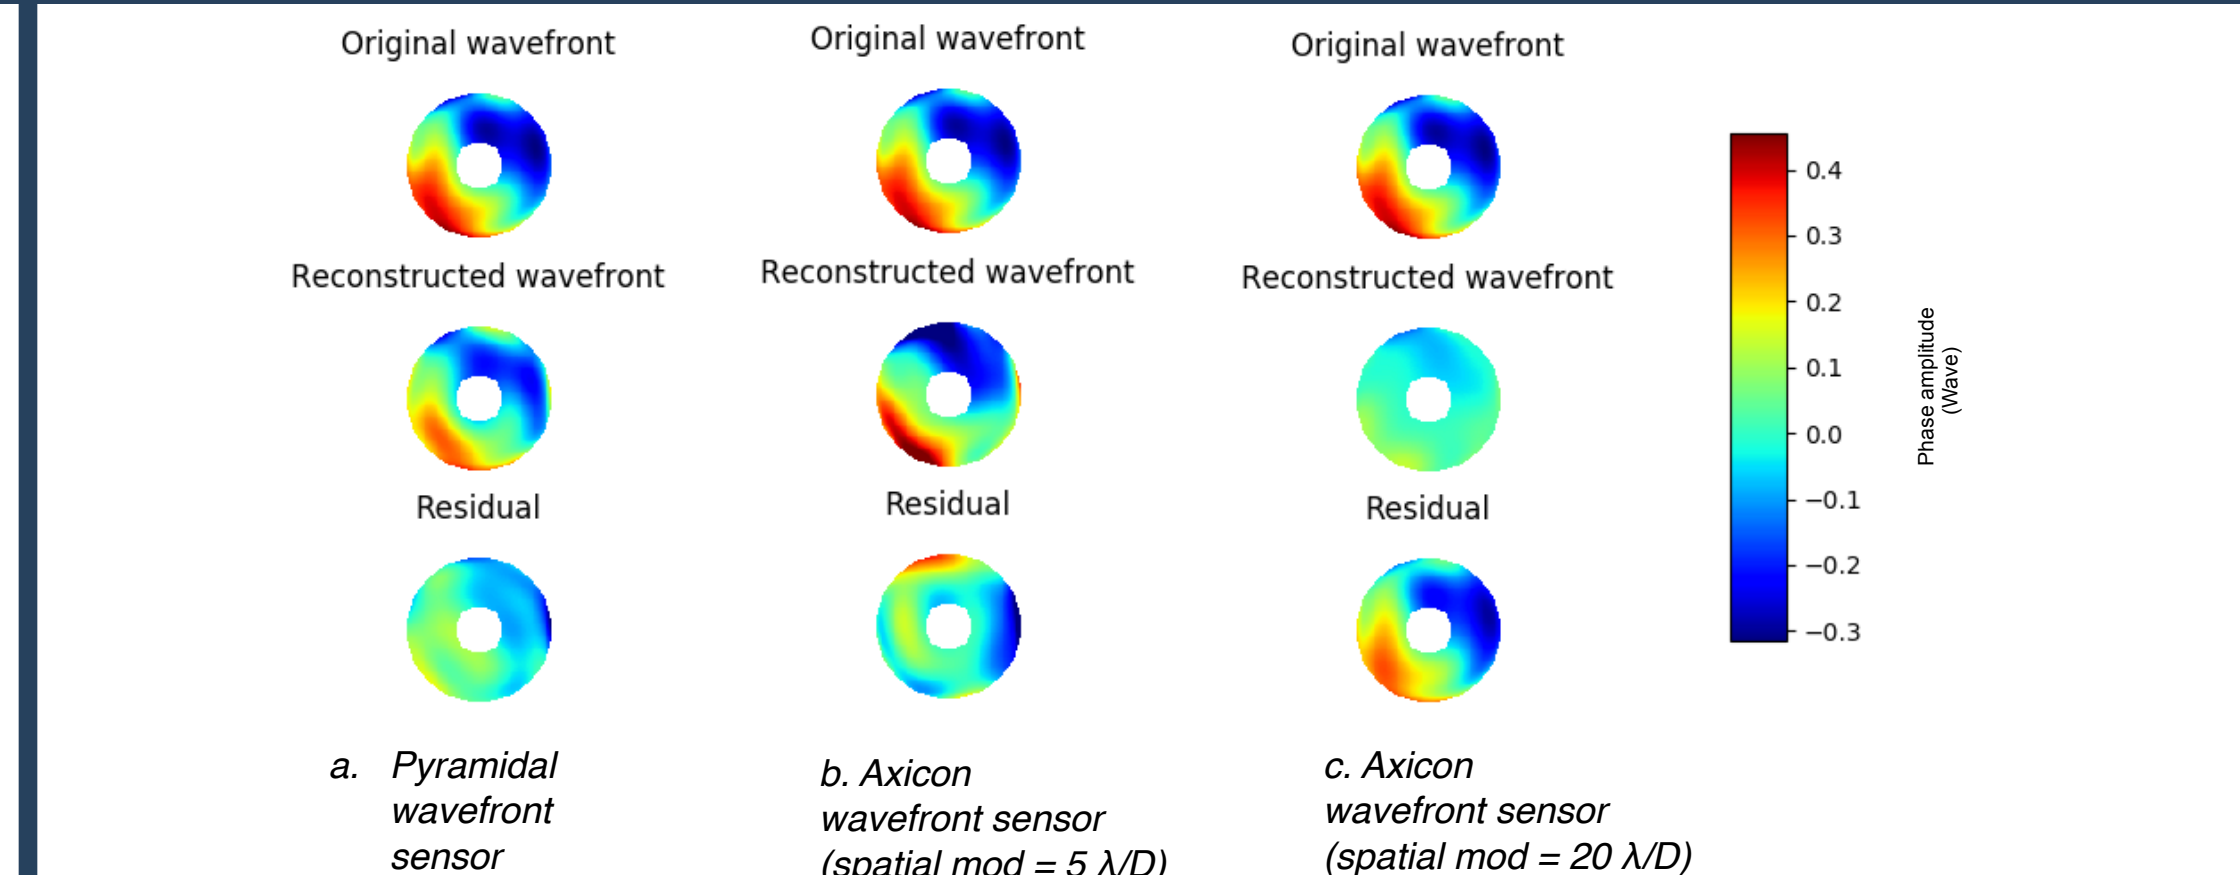 Original wavefront
Original wavefront
Original wavefront
Reconstructed wavefront
Reconstructed wavefront
Reconstructed wavefront
Residual
Residual
Residual
0.4
0.3
0.2
0.1
0.0
−0.1
−0.2
−0.3
Phase amplitude
(Wave)
a. Pyramidal
wavefront
sensor
b. Axicon
wavefront sensor
(spatial mod = 5 λ/D)
c. Axicon
wavefront sensor
(spatial mod = 20 λ/D)